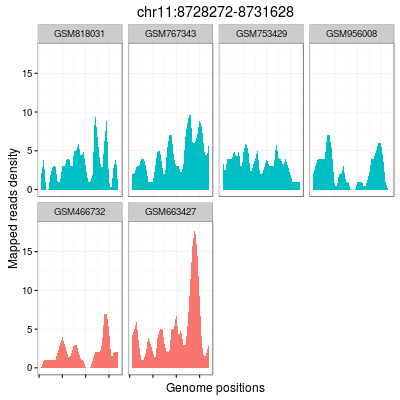 chr11:8728272-8731628
GSM818031 GSM767343 GSM753429 GSM956008
15
10
5
0
GSM466732 GSM663427
15
10
5
0
Mapped reads density
Genome positions